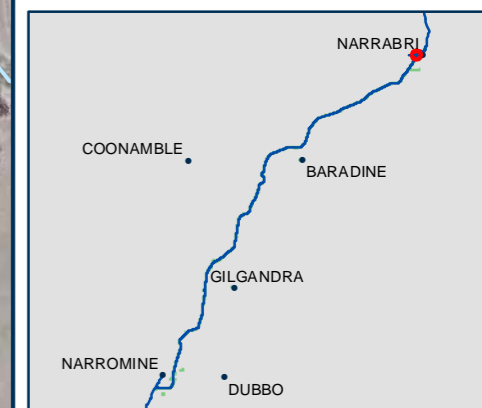 NARRABRI
COONAMBLE
BARADINE
GILGANDRA
NARROMINE
DUBBO